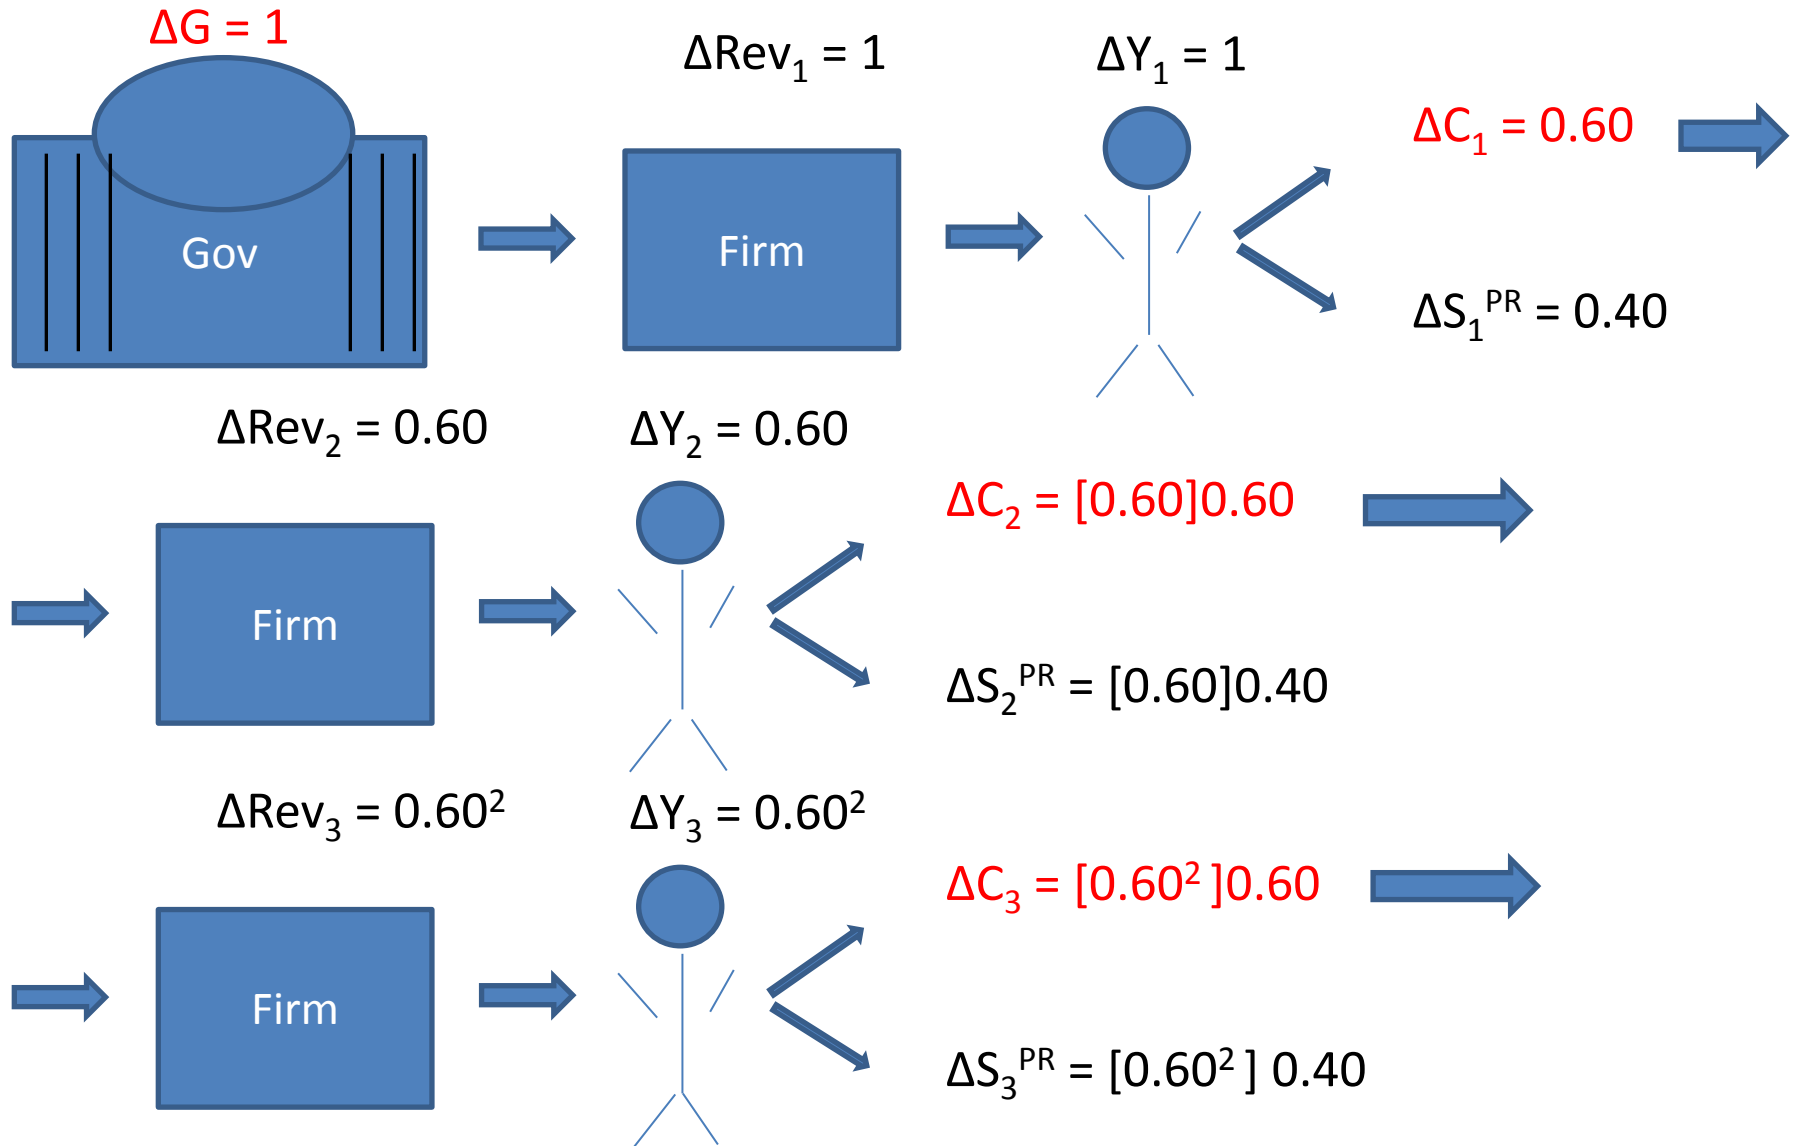 ΔG = 1
ΔRev₁ = 1
ΔY₁ = 1
ΔC₁ = 0.60
Gov
Firm
ΔS₁ᴾᴿ = 0.40
ΔRev₂ = 0.60
ΔY₂ = 0.60
ΔC₂ = [0.60]0.60
Firm
ΔS₂ᴾᴿ = [0.60]0.40
ΔRev₃ = 0.60²
ΔY₃ = 0.60²
ΔC₃ = [0.60² ]0.60
Firm
ΔS₃ᴾᴿ = [0.60² ] 0.40